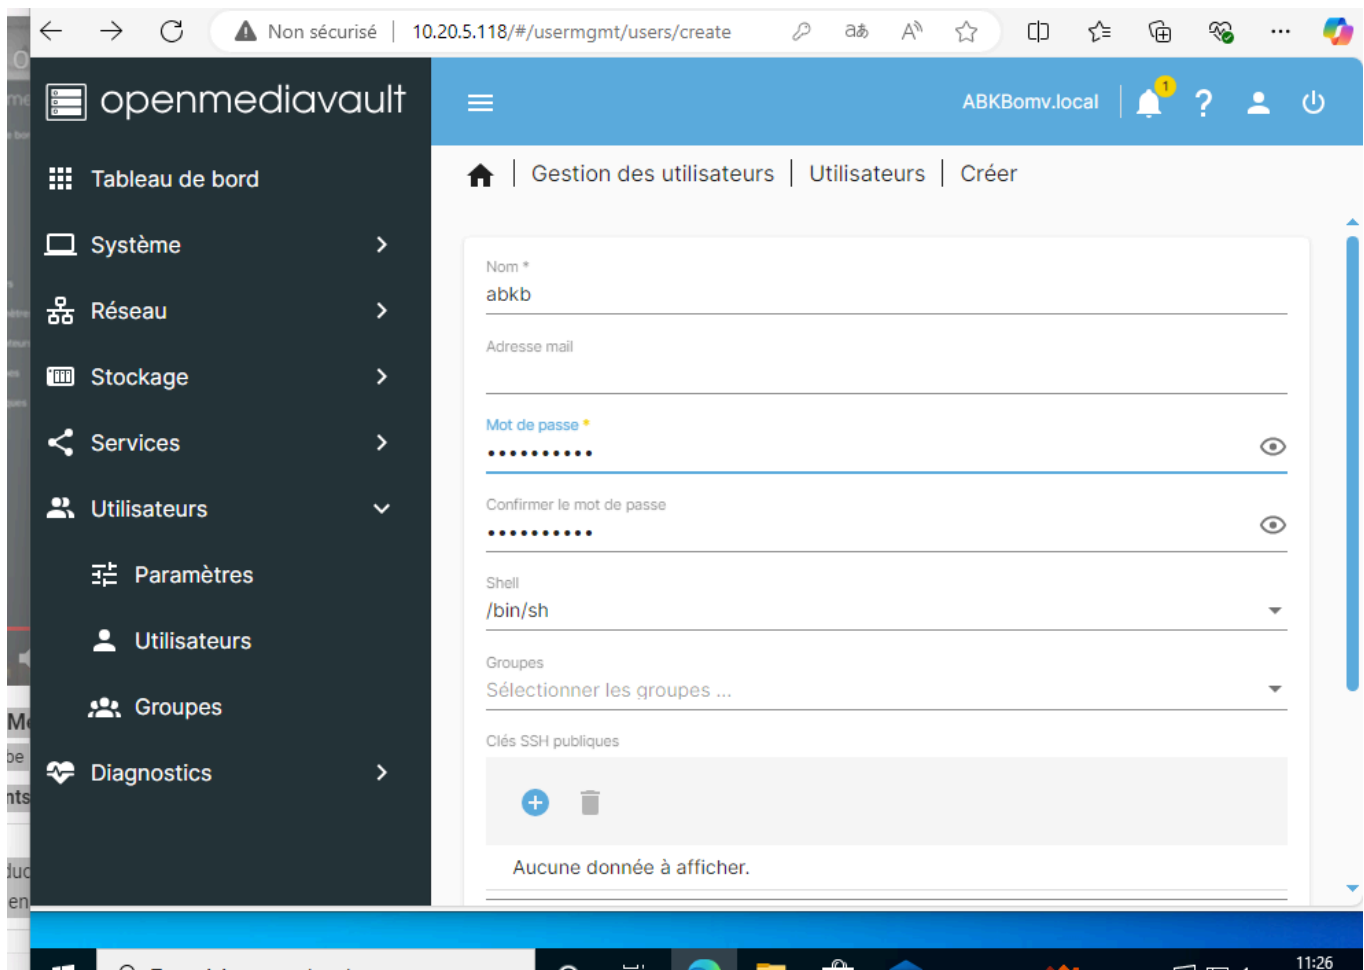 Non sécurisé
10.20.5.118/#/usermgmt/users/create
openmediavault
ABKBomv.local
1
Tableau de bord
Système
Réseau
Stockage
Services
Utilisateurs
Paramètres
Utilisateurs
Groupes
Diagnostics
Gestion des utilisateurs | Utilisateurs | Créer
Nom *
abkb
Adresse mail
Mot de passe *
••••••••••
Confirmer le mot de passe
••••••••••
Shell
/bin/sh
Groupes
Sélectionner les groupes ...
Clés SSH publiques
Aucune donnée à afficher.
11:26